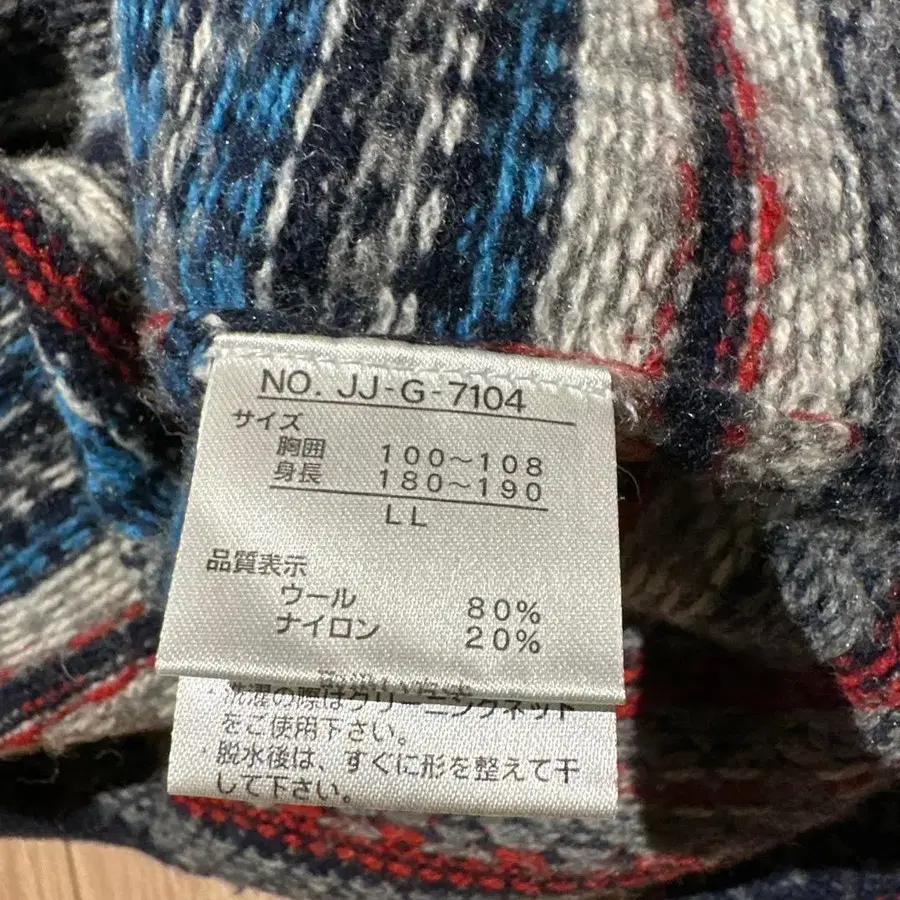 NO. JJ-G-7104
サイズ
胸囲 100~108
身長 180~190
LL
品質表示
ウール 80%
ナイロン 20%
・洗濯の際はクリーニングネット
をご使用下さい。
・脱水後は、すぐに形を整えて干
して下さい。